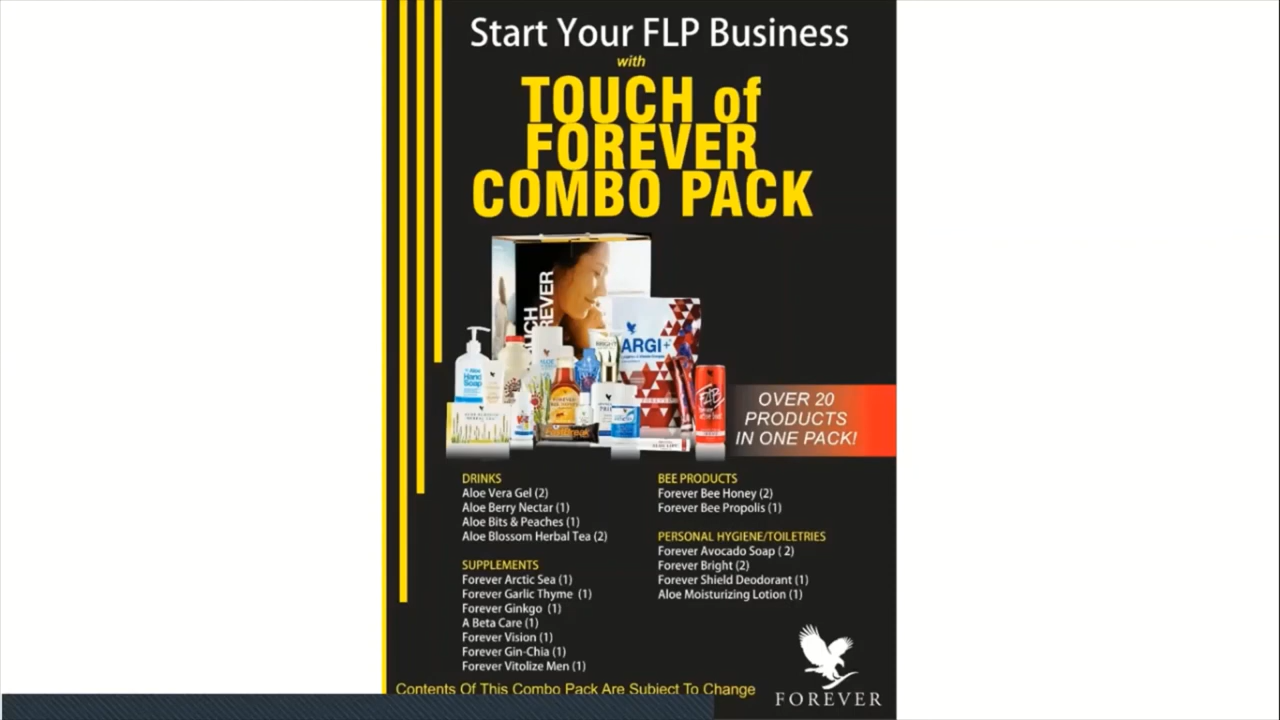 Start Your FLP Business
with
TOUCH of
FOREVER
COMBO PACK
FOREVER
ARGI+
Aloe
Hand
Soap
OVER 20
PRODUCTS
IN ONE PACK!
DRINKS
Aloe Vera Gel (2)
Aloe Berry Nectar (1)
Aloe Bits & Peaches (1)
Aloe Blossom Herbal Tea (2)
SUPPLEMENTS
Forever Arctic Sea (1)
Forever Garlic Thyme (1)
Forever Ginkgo (1)
A Beta Care (1)
Forever Vision (1)
Forever Gin-Chia (1)
Forever Vitolize Men (1)
BEE PRODUCTS
Forever Bee Honey (2)
Forever Bee Propolis (1)
PERSONAL HYGIENE/TOILETRIES
Forever Avocado Soap ( 2)
Forever Bright (2)
Forever Shield Deodorant (1)
Aloe Moisturizing Lotion (1)
Contents Of This Combo Pack Are Subject To Change
FOREVER